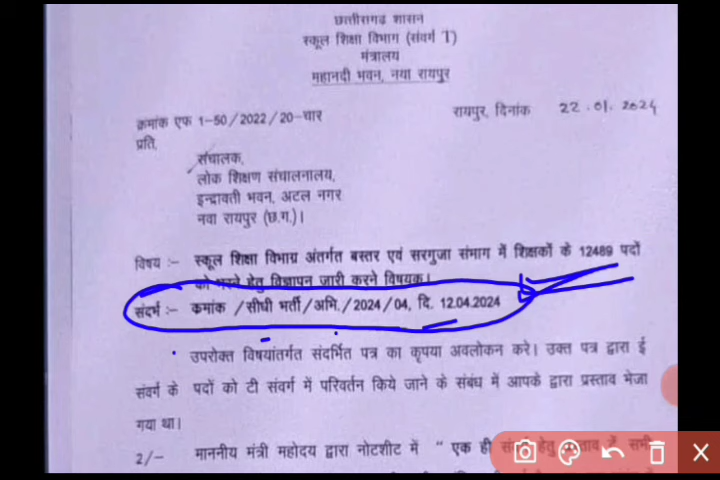 छत्तीसगढ़ शासन
स्कूल शिक्षा विभाग (संवर्ग 1)
मंत्रालय
महानदी भवन, नया रायपुर
क्रमांक एफ 1-50/2022/20-चार
रायपुर, दिनांक 22.01.2024
प्रति,
संचालक,
लोक शिक्षण संचालनालय,
इन्द्रावती भवन, अटल नगर
नवा रायपुर (छ.ग.)।
विषय :- स्कूल शिक्षा विभाग अंतर्गत बस्तर एवं सरगुजा संभाग में शिक्षकों के 12489 पदों
को भरने हेतु विज्ञापन जारी करने विषयक।
संदर्भ :- क्रमांक /सीधी भर्ती/अभि./2024/04, दि. 12.04.2024
उपरोक्त विषयांतर्गत संदर्भित पत्र का कृपया अवलोकन करे। उक्त पत्र द्वारा ई
संवर्ग के पदों को टी संवर्ग में परिवर्तन किये जाने के संबंध में आपके द्वारा प्रस्ताव भेजा
गया था।
2/- माननीय मंत्री महोदय द्वारा नोटशीट में " एक ही